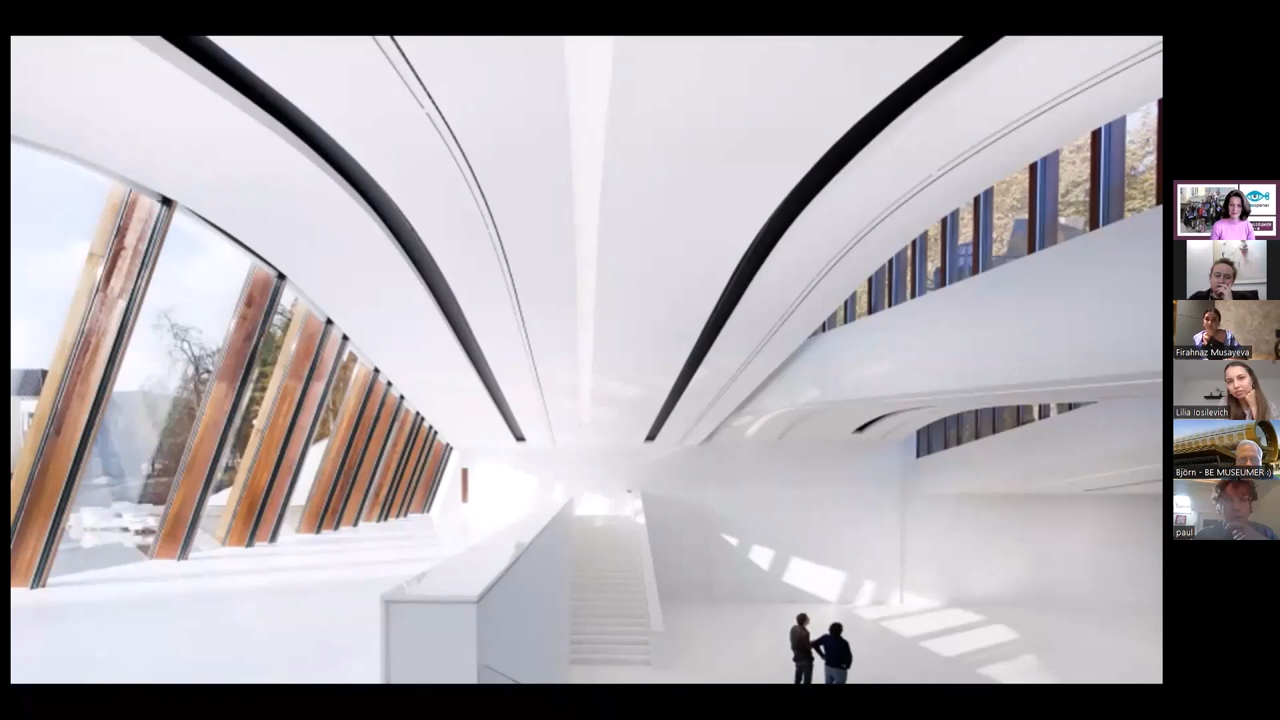 Firahnaz Musayeva
Lilia Iosilevich
Björn - BE MUSEUMER :)
paul